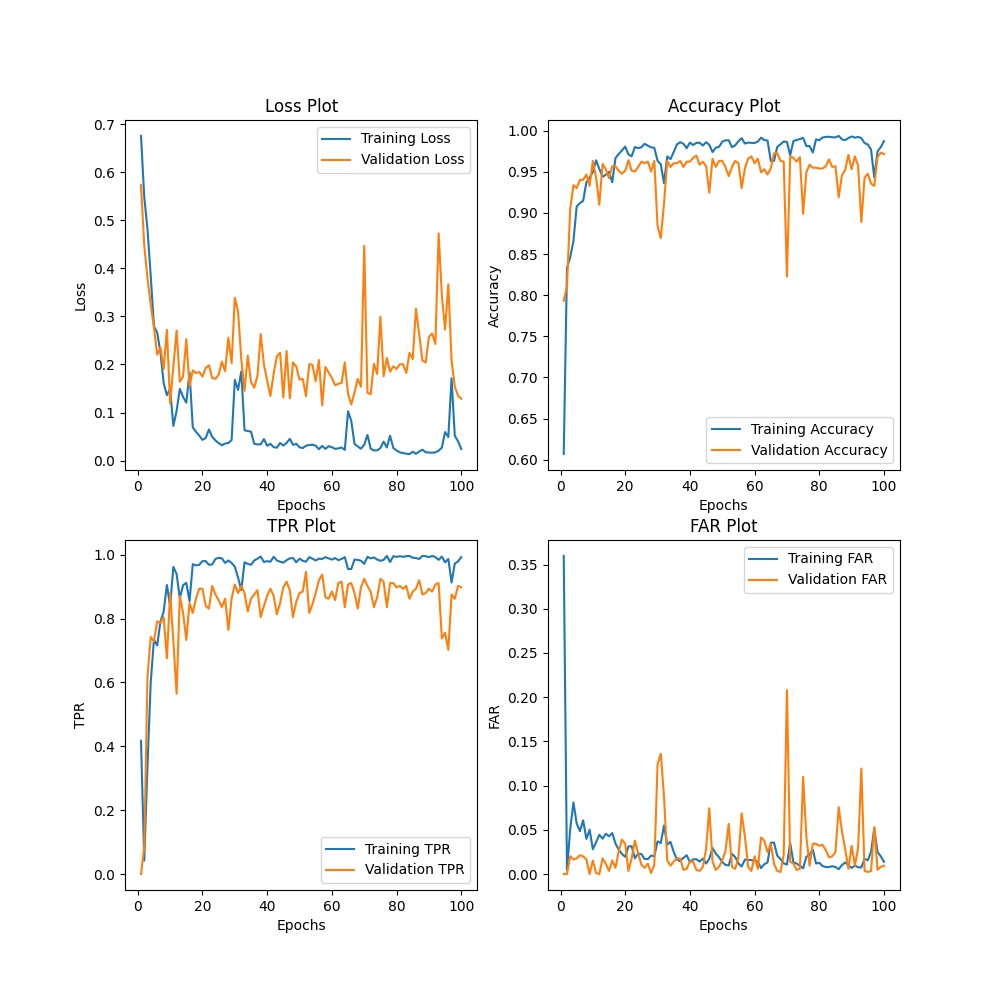 Loss Plot
0.7
0.6
0.5
0.4
0.3
0.2
0.1
0.0
Loss
0
20
40
60
80
100
Epochs
Training Loss
Validation Loss
Accuracy Plot
1.00
0.95
0.90
0.85
0.80
0.75
0.70
0.65
0.60
Accuracy
0
20
40
60
80
100
Epochs
Training Accuracy
Validation Accuracy
TPR Plot
1.0
0.8
0.6
0.4
0.2
0.0
TPR
0
20
40
60
80
100
Epochs
Training TPR
Validation TPR
FAR Plot
0.35
0.30
0.25
0.20
0.15
0.10
0.05
0.00
FAR
0
20
40
60
80
100
Epochs
Training FAR
Validation FAR